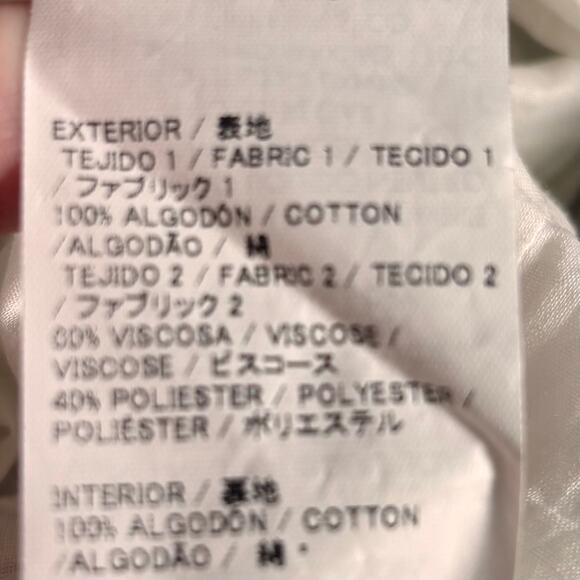 EXTERIOR / 表地
TEJIDO 1 / FABRIC 1 / TECIDO 1
/ ファブリック 1
100% ALGODÓN / COTTON
/ALGODÃO / 綿
TEJIDO 2 / FABRIC 2 / TECIDO 2
/ ファブリック 2
60% VISCOSA / VISCOSE /
VISCOSE / ビスコース
40% POLIESTER / POLYESTER /
POLIÉSTER / ポリエステル
INTERIOR / 裏地
100% ALGODÓN / COTTON
/ALGODÃO / 綿